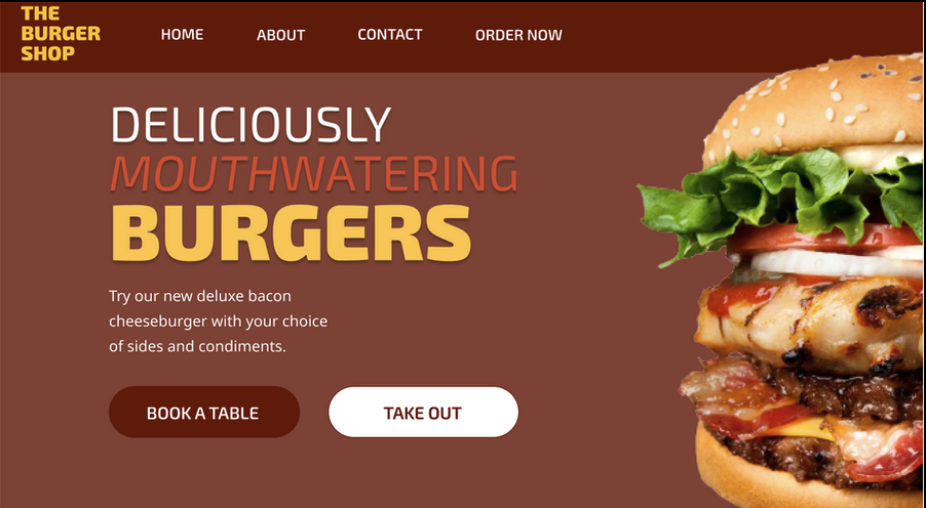 THE
BURGER
SHOP
HOME ABOUT CONTACT ORDER NOW
DELICIOUSLY
MOUTHWATERING
BURGERS
Try our new deluxe bacon
cheeseburger with your choice
of sides and condiments.
BOOK A TABLE TAKE OUT